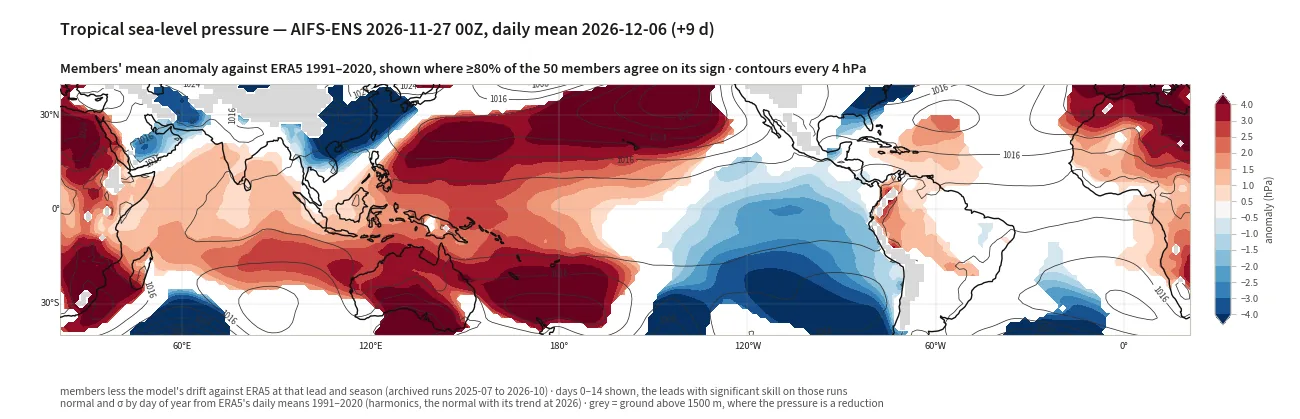 Tropical sea-level pressure — AIFS-ENS 2026-11-27 00Z, daily mean 2026-12-06 (+9 d)
Members' mean anomaly against ERA5 1991–2020, shown where ≥80% of the 50 members agree on its sign · contours every 4 hPa
1024
1024
1016
1016
30°N
1016
1016
1016
1016
1016
0°
1016
1016
1016
30°S
60°E
120°E
180°
120°W
60°W
0°
4.0
3.0
2.5
2.0
1.5
1.0
0.5
−0.5
−1.0
−1.5
−2.0
−2.5
−3.0
−4.0
anomaly (hPa)
members less the model's drift against ERA5 at that lead and season (archived runs 2025-07 to 2026-10) · days 0–14 shown, the leads with significant skill on those runs
normal and σ by day of year from ERA5's daily means 1991–2020 (harmonics, the normal with its trend at 2026) · grey = ground above 1500 m, where the pressure is a reduction